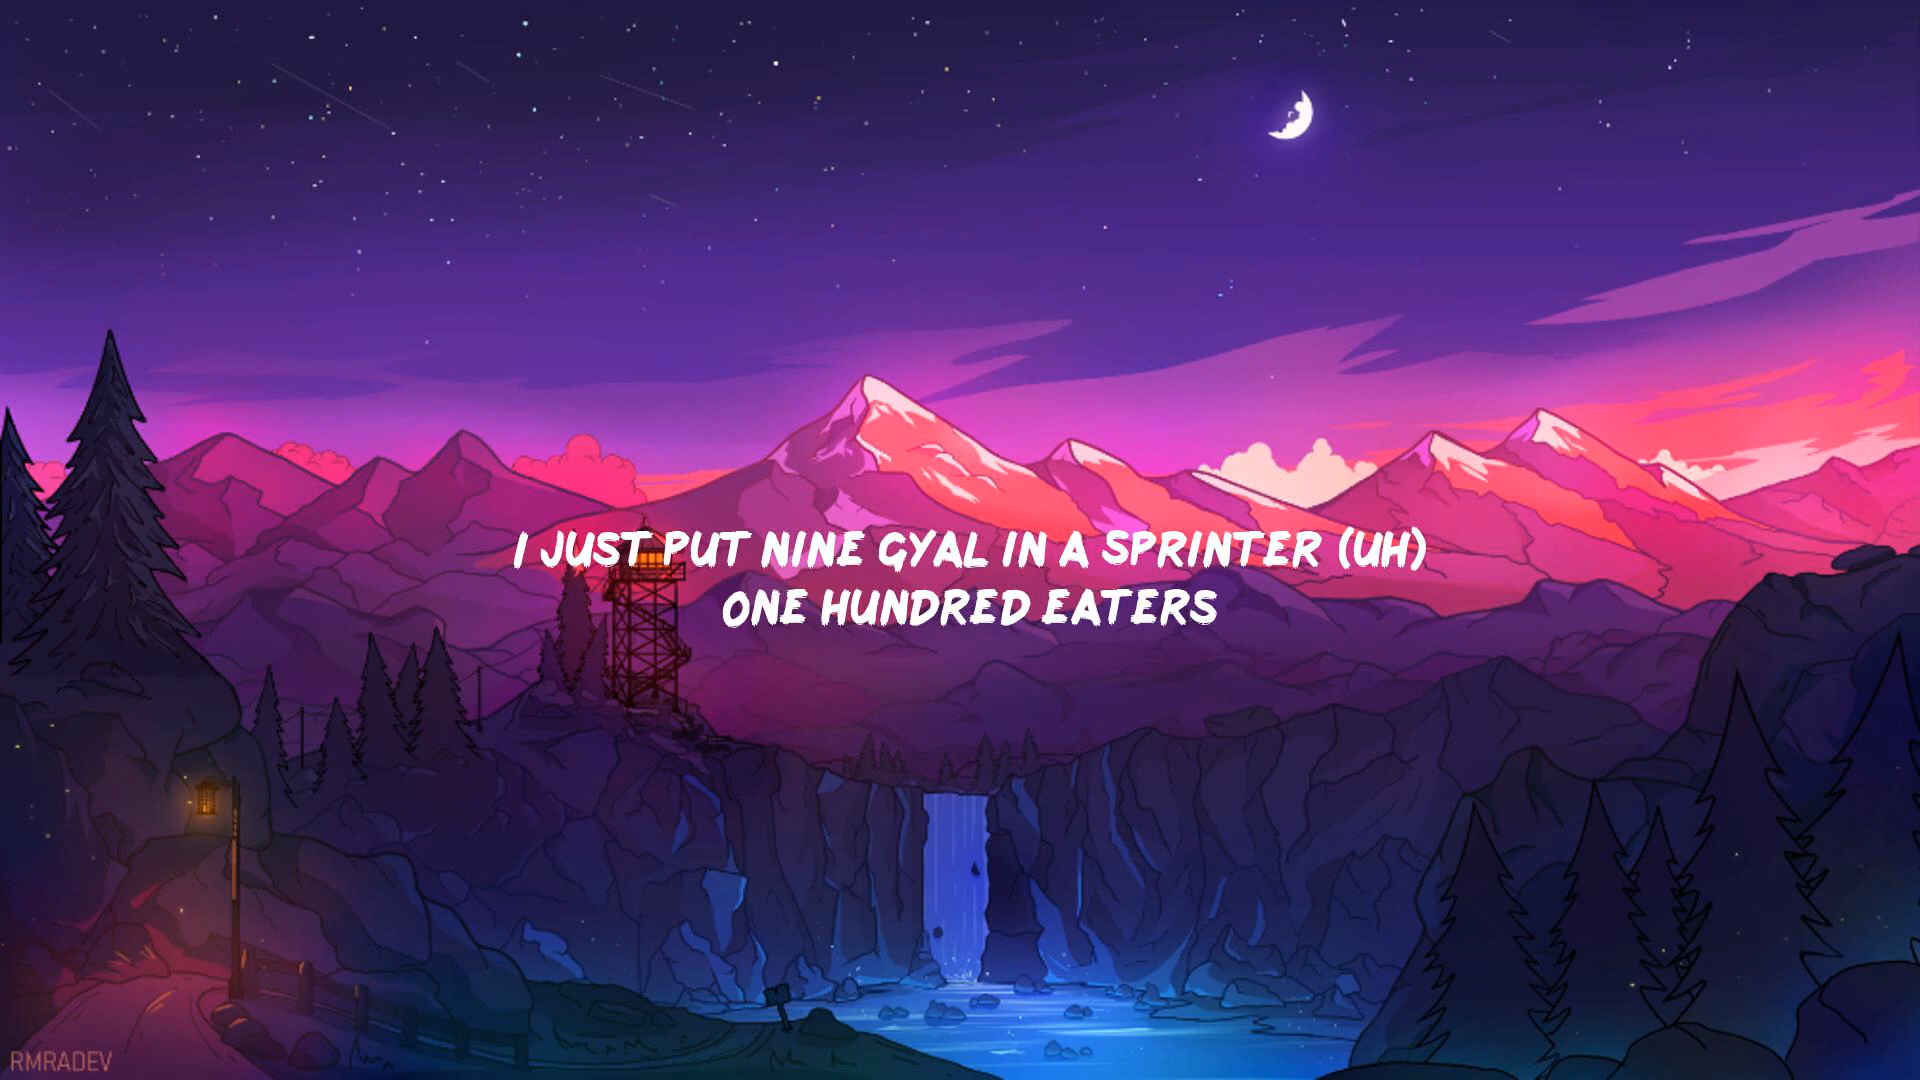 I JUST PUT NINE GYAL IN A SPRINTER (UH)
ONE HUNDRED EATERS
RMRADEV